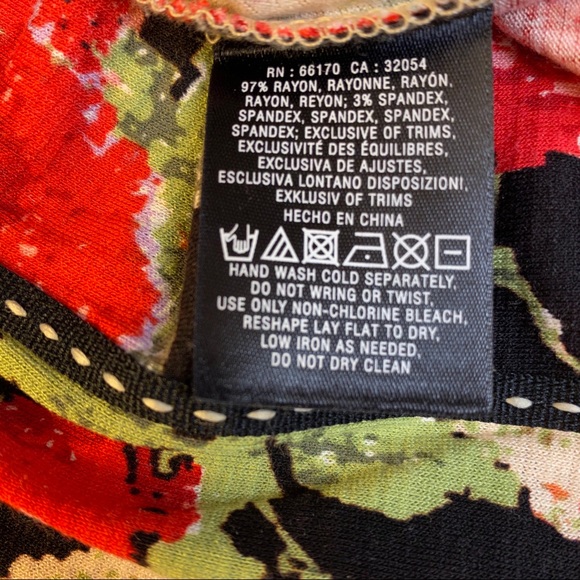 RN : 66170 CA : 32054
97% RAYON, RAYONNE, RAYÓN,
RAYON, REYON; 3% SPANDEX,
SPANDEX, SPANDEX, SPANDEX,
SPANDEX; EXCLUSIVE OF TRIMS,
EXCLUSIVITÉ DES ÉQUILIBRES,
EXCLUSIVA DE AJUSTES,
ESCLUSIVA LONTANO DISPOSIZIONI,
EXKLUSIV OF TRIMS
HECHO EN CHINA
HAND WASH COLD SEPARATELY,
DO NOT WRING OR TWIST,
USE ONLY NON-CHLORINE BLEACH,
RESHAPE LAY FLAT TO DRY,
LOW IRON AS NEEDED,
DO NOT DRY CLEAN